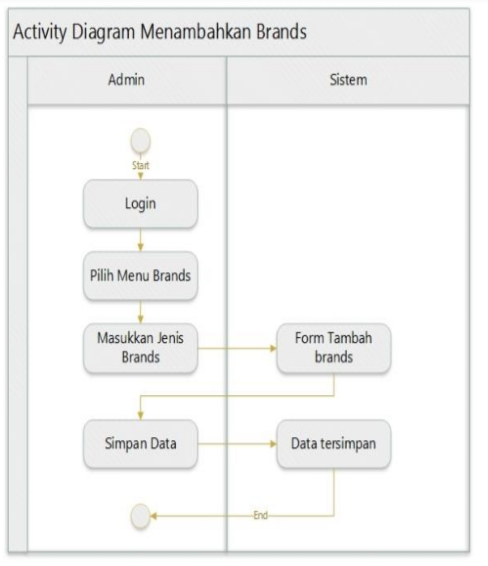 Activity Diagram Menambahkan Brands
Admin
Sistem
Start
Login
Pilih Menu Brands
Masukkan Jenis
Brands
Form Tambah
brands
Simpan Data
Data tersimpan
End